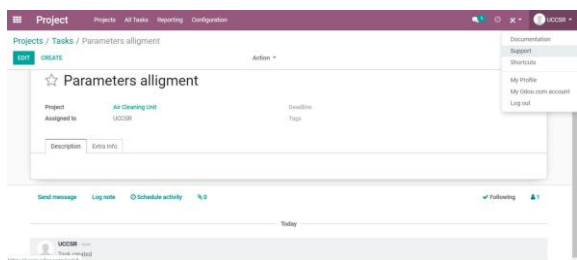 Project Projects All Tasks Reporting Configuration UCCSR
Projects / Tasks / Parameters alligment
EDIT CREATE Action
Documentation
Support
Shortcuts
My Profile
My Odoo.com account
Log out
Parameters alligment
Project Air Cleaning Unit Deadline
Assigned to UCCSR Tags
Description Extra Info
Send message Log note Schedule activity 0 Following 1
Today
UCCSR
Task created